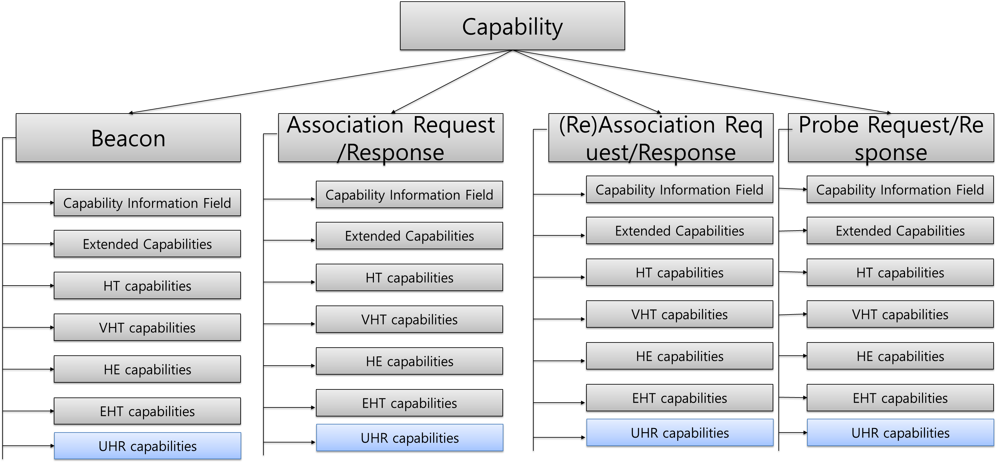 Capability
Beacon
Capability Information Field
Extended Capabilities
HT capabilities
VHT capabilities
HE capabilities
EHT capabilities
UHR capabilities
Association Request
/Response
Capability Information Field
Extended Capabilities
HT capabilities
VHT capabilities
HE capabilities
EHT capabilities
UHR capabilities
(Re)Association Req
uest/Response
Capability Information Field
Extended Capabilities
HT capabilities
VHT capabilities
HE capabilities
EHT capabilities
UHR capabilities
Probe Request/Re
sponse
Capability Information Field
Extended Capabilities
HT capabilities
VHT capabilities
HE capabilities
EHT capabilities
UHR capabilities